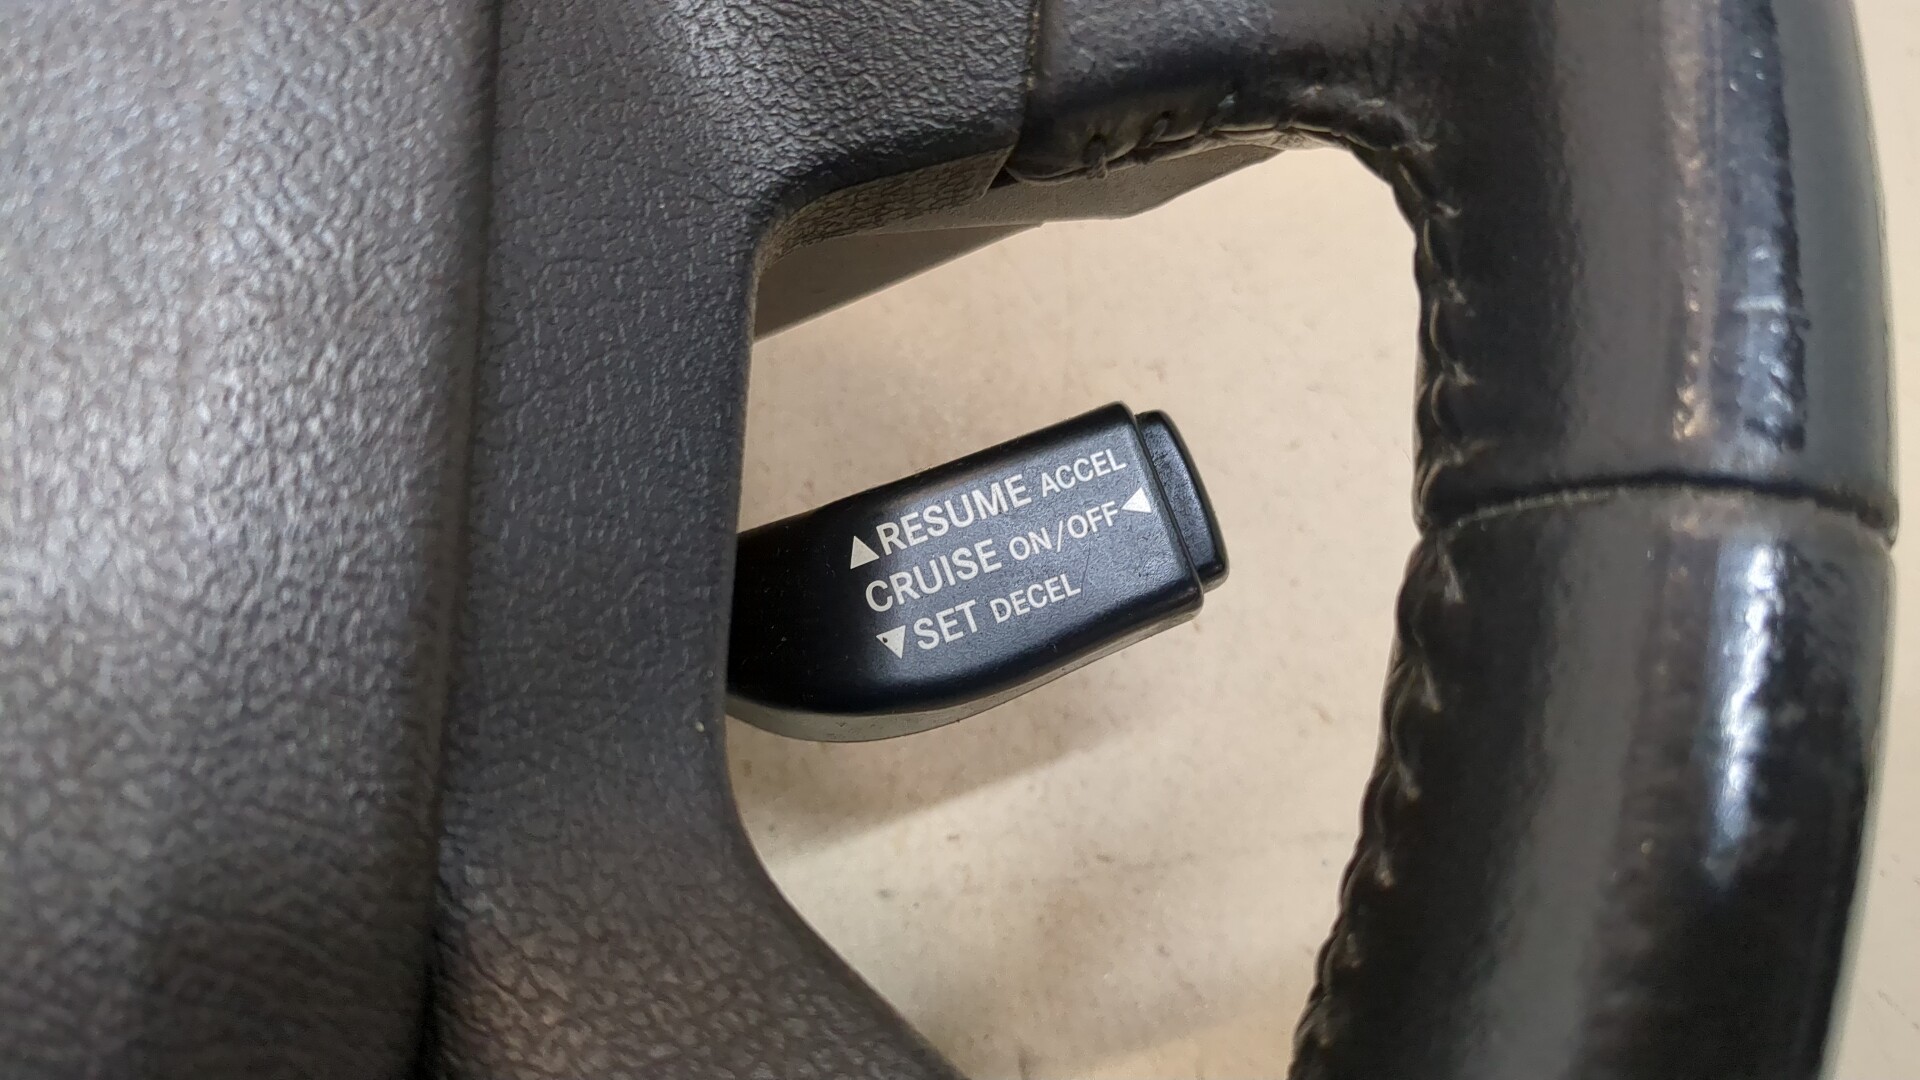 ▲RESUME ACCEL
CRUISE ON/OFF◀
▼SET DECEL